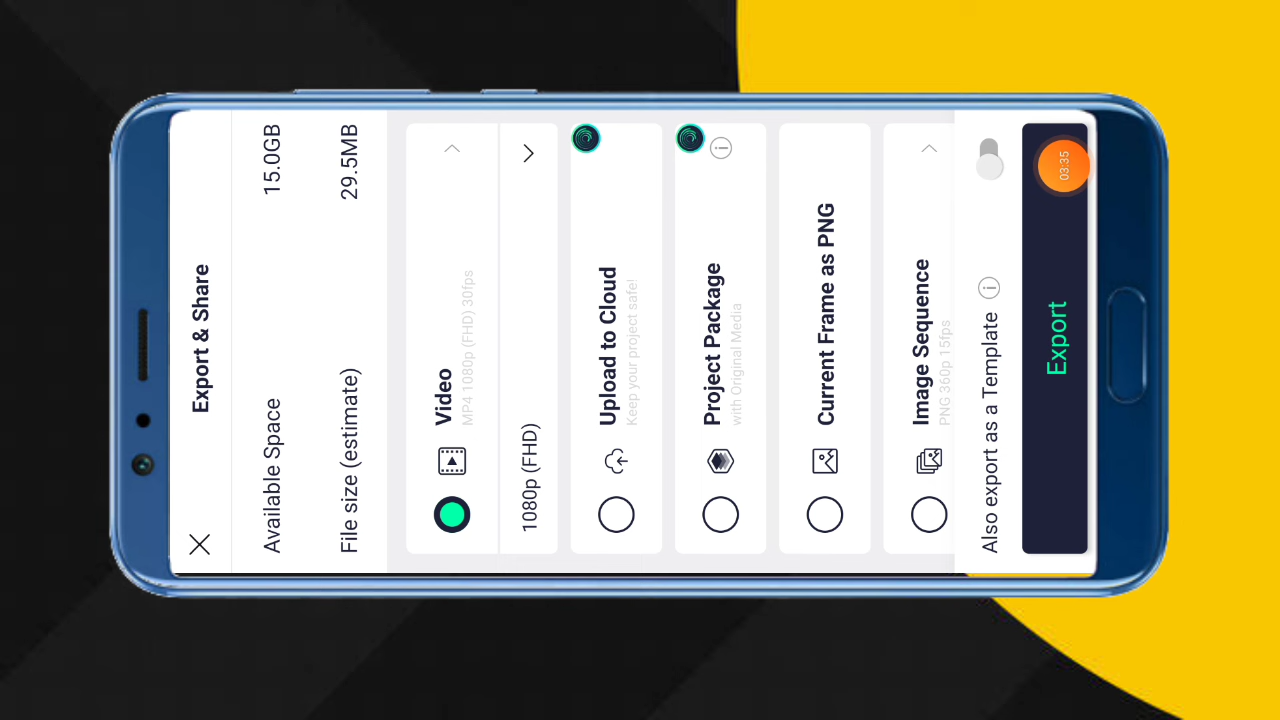 Export & Share
Available Space 15.0GB
File size (estimate) 29.5MB
Video
MP4 1080p (FHD) 30fps
1080p (FHD)
Upload to Cloud
Keep your project safe!
Project Package
with Original Media
Current Frame as PNG
Image Sequence
PNG 360p 15fps
Also export as a Template
Export
03:35